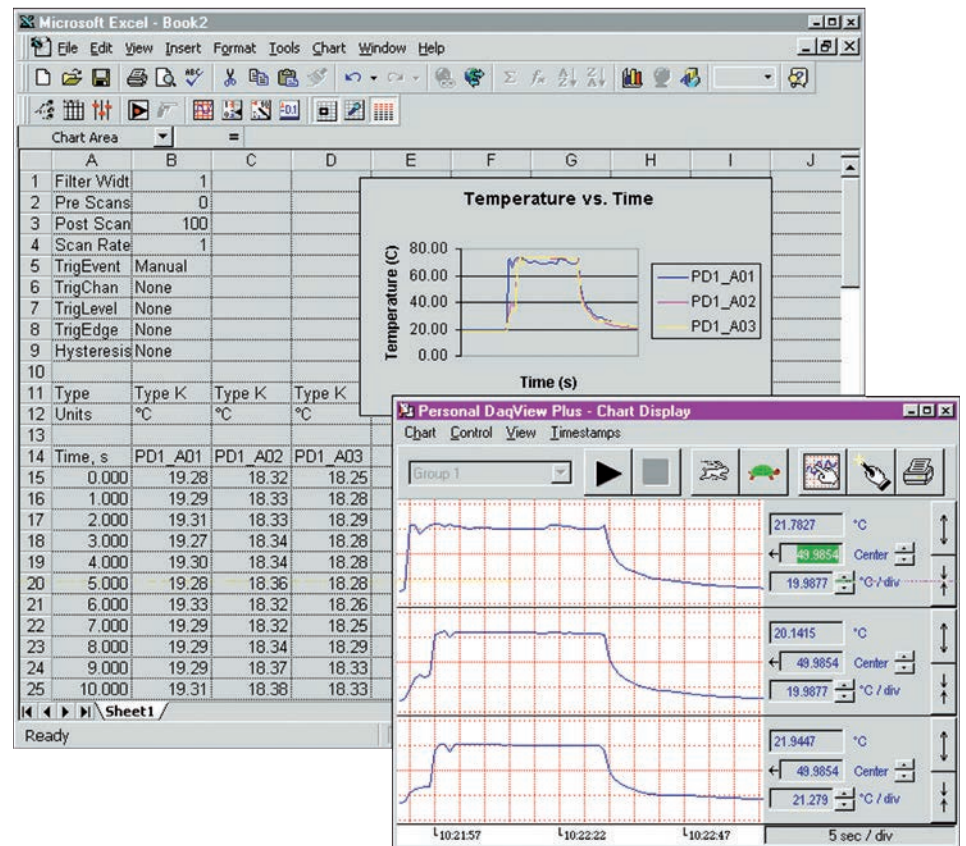 Microsoft Excel - Book2
File Edit View Insert Format Tools Chart Window Help
Chart Area =
A B C D E F G H I J
1 Filter Widt 1
2 Pre Scans 0
3 Post Scan 100
4 Scan Rate 1
5 TrigEvent Manual
6 TrigChan None
7 TrigLevel None
8 TrigEdge None
9 Hysteresis None
10
11 Type Type K Type K Type K
12 Units °C °C °C
13
14 Time, s PD1_A01 PD1_A02 PD1_A03
15 0.000 19.28 18.32 18.25
16 1.000 19.29 18.33 18.28
17 2.000 19.31 18.33 18.29
18 3.000 19.27 18.34 18.28
19 4.000 19.30 18.34 18.28
20 5.000 19.28 18.36 18.28
21 6.000 19.33 18.32 18.26
22 7.000 19.29 18.32 18.25
23 8.000 19.29 18.34 18.29
24 9.000 19.29 18.37 18.33
25 10.000 19.31 18.38 18.33
Sheet1
Ready
Temperature vs. Time
Temperature (C)
80.00
60.00
40.00
20.00
0.00
Time (s)
PD1_A01
PD1_A02
PD1_A03
Personal DaqView Plus - Chart Display
Chart Control View Timestamps
Group 1
21.7827 °C
49.9854 Center
19.9877 °C / div
20.1415 °C
49.9854 Center
19.9877 °C / div
21.9447 °C
49.9854 Center
21.279 °C / div
10:21:57 10:22:22 10:22:47 5 sec / div